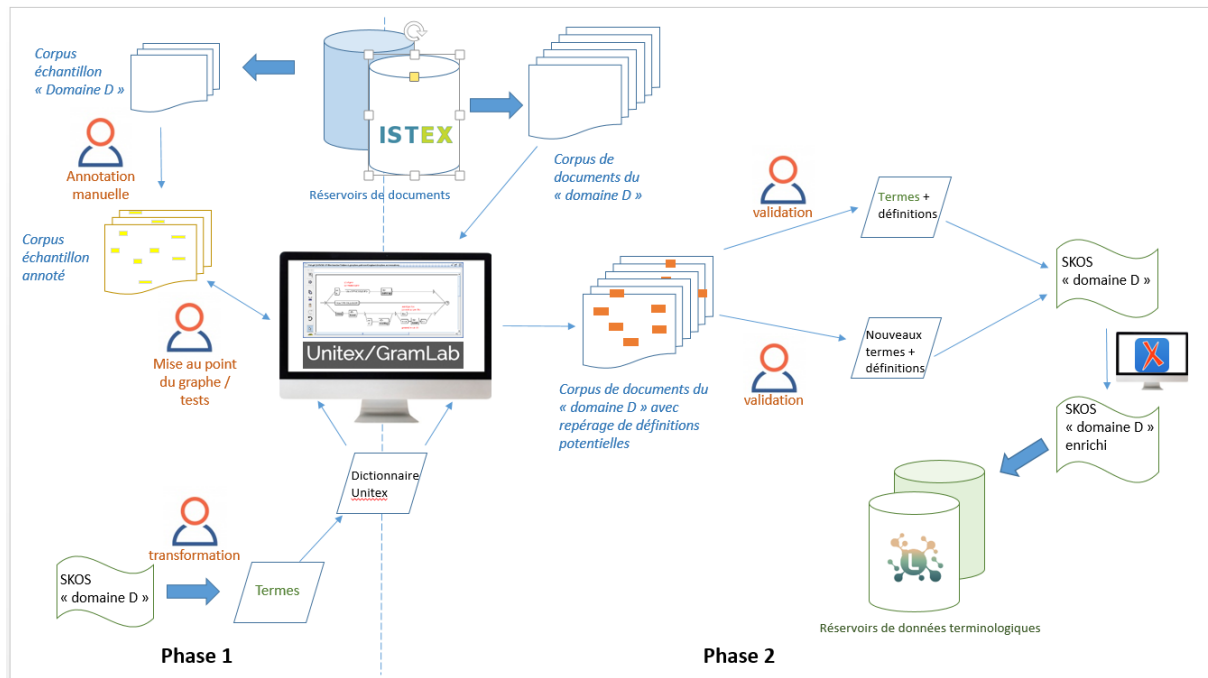 Corpus
échantillon
« Domaine D »
ISTEX
Réservoirs de documents
Corpus de
documents du
« domaine D »
Annotation
manuelle
Corpus
échantillon
annoté
Mise au point
du graphe /
tests
Unitex/GramLab
Dictionnaire
Unitex
transformation
SKOS
« domaine D »
Termes
Phase 1
Corpus de documents du
« domaine D » avec
repérage de définitions
potentielles
validation
Termes +
définitions
validation
Nouveaux
termes +
définitions
SKOS
« domaine D »
X
SKOS
« domaine D »
enrichi
L
Réservoirs de données terminologiques
Phase 2